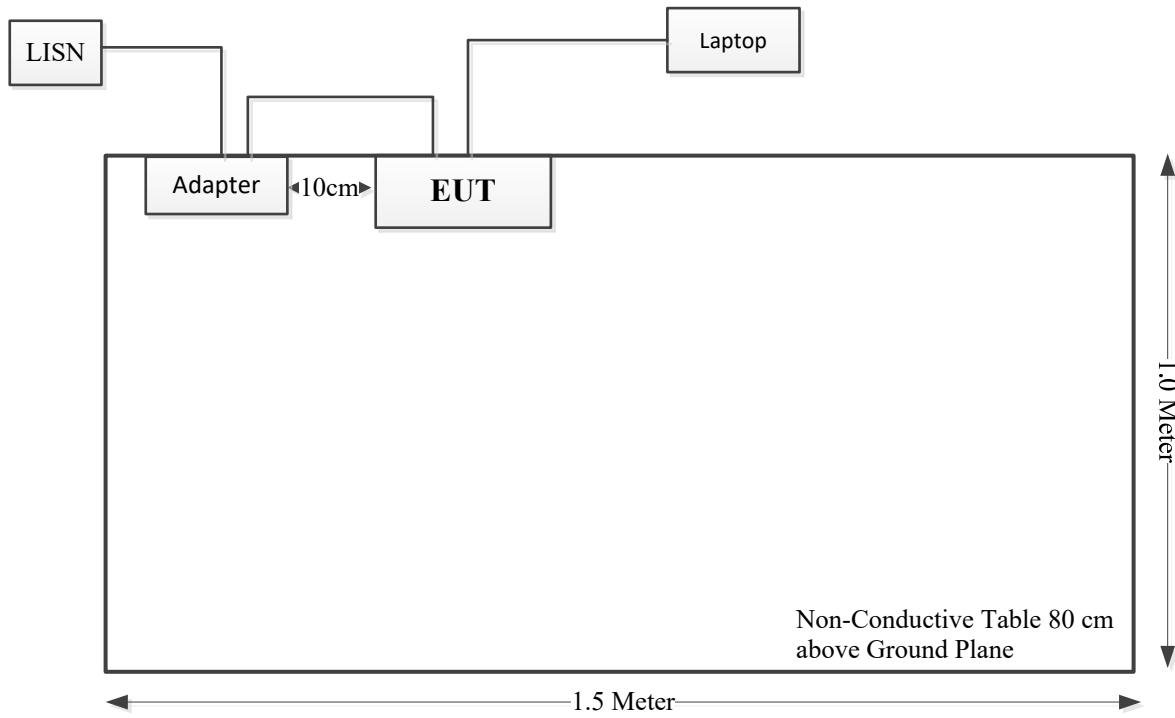 LISN
Laptop
Adapter
10cm
EUT
1.0 Meter
Non-Conductive Table 80 cm
above Ground Plane
1.5 Meter